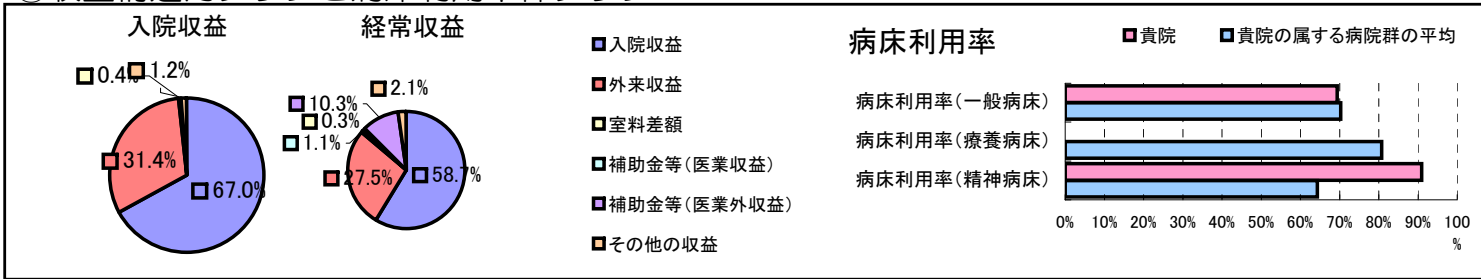 入院収益
0.4%
1.2%
31.4%
67.0%
経常収益
10.3%
2.1%
0.3%
1.1%
27.5%
58.7%
入院収益
外来収益
室料差額
補助金等(医業収益)
補助金等(医業外収益)
その他の収益
病床利用率
貴院
貴院の属する病院群の平均
病床利用率(一般病床)
病床利用率(療養病床)
病床利用率(精神病床)
0% 10% 20% 30% 40% 50% 60% 70% 80% 90% 100
%